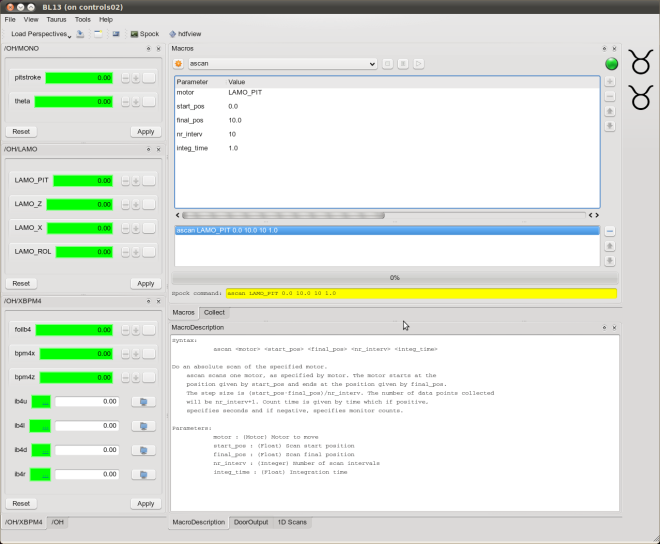 BL13 (on controls02)
File View Taurus Tools Help
Load Perspectives Spock hdfview
/OH/MONO
pitstroke 0.00
theta 0.00
Reset Apply
/OH/LAMO
LAMO_PIT 0.00
LAMO_Z 0.00
LAMO_X 0.00
LAMO_ROL 0.00
Reset Apply
/OH/XBPM4
foilb4 0.00
bpm4x 0.00
bpm4z 0.00
ib4u ... 0.00
ib4l ... 0.00
ib4d ... 0.00
ib4r ... 0.00
Reset Apply
/OH/XBPM4 /OH
Macros
ascan
Parameter Value
motor LAMO_PIT
start_pos 0.0
final_pos 10.0
nr_interv 10
integ_time 1.0
ascan LAMO_PIT 0.0 10.0 10 1.0
0%
Spock command: ascan LAMO_PIT 0.0 10.0 10 1.0
Macros Collect
MacroDescription
Syntax:
ascan <motor> <start_pos> <final_pos> <nr_interv> <integ_time>
Do an absolute scan of the specified motor.
ascan scans one motor, as specified by motor. The motor starts at the
position given by start_pos and ends at the position given by final_pos.
The step size is (start_pos-final_pos)/nr_interv. The number of data points collected
will be nr_interv+1. Count time is given by time which if positive,
specifies seconds and if negative, specifies monitor counts.
Parameters:
motor : (Motor) Motor to move
start_pos : (Float) Scan start position
final_pos : (Float) Scan final position
nr_interv : (Integer) Number of scan intervals
integ_time : (Float) Integration time
MacroDescription DoorOutput 1D Scans